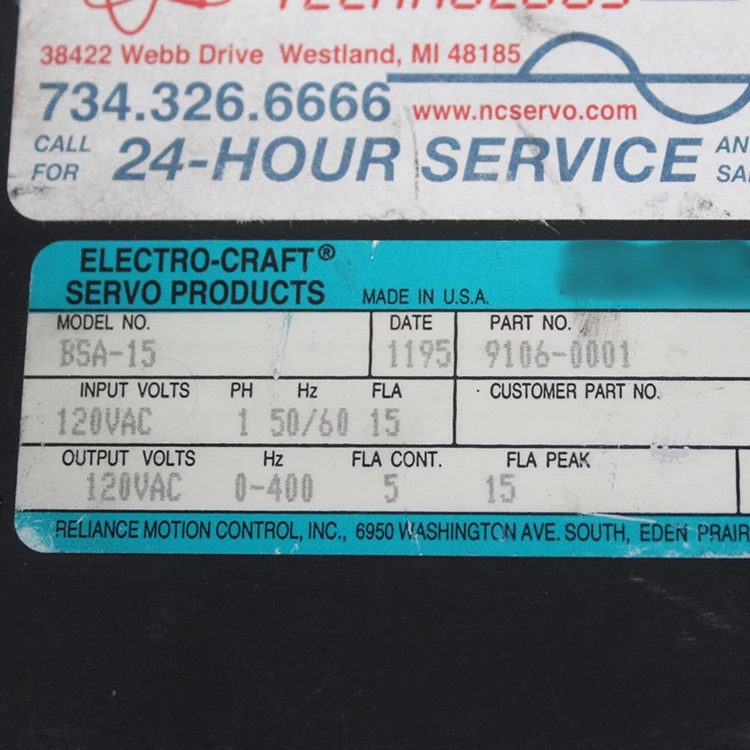 TECHNOLOGY
38422 Webb Drive Westland, MI 48185
734.326.6666 www.ncservo.com
CALL FOR 24-HOUR SERVICE
ELECTRO-CRAFT®
SERVO PRODUCTS MADE IN U.S.A.
MODEL NO. DATE PART NO.
BSA-15 1195 9106-0001
INPUT VOLTS PH Hz FLA CUSTOMER PART NO.
120VAC 1 50/60 15
OUTPUT VOLTS Hz FLA CONT. FLA PEAK
120VAC 0-400 5 15
RELIANCE MOTION CONTROL, INC., 6950 WASHINGTON AVE. SOUTH, EDEN PRAIR